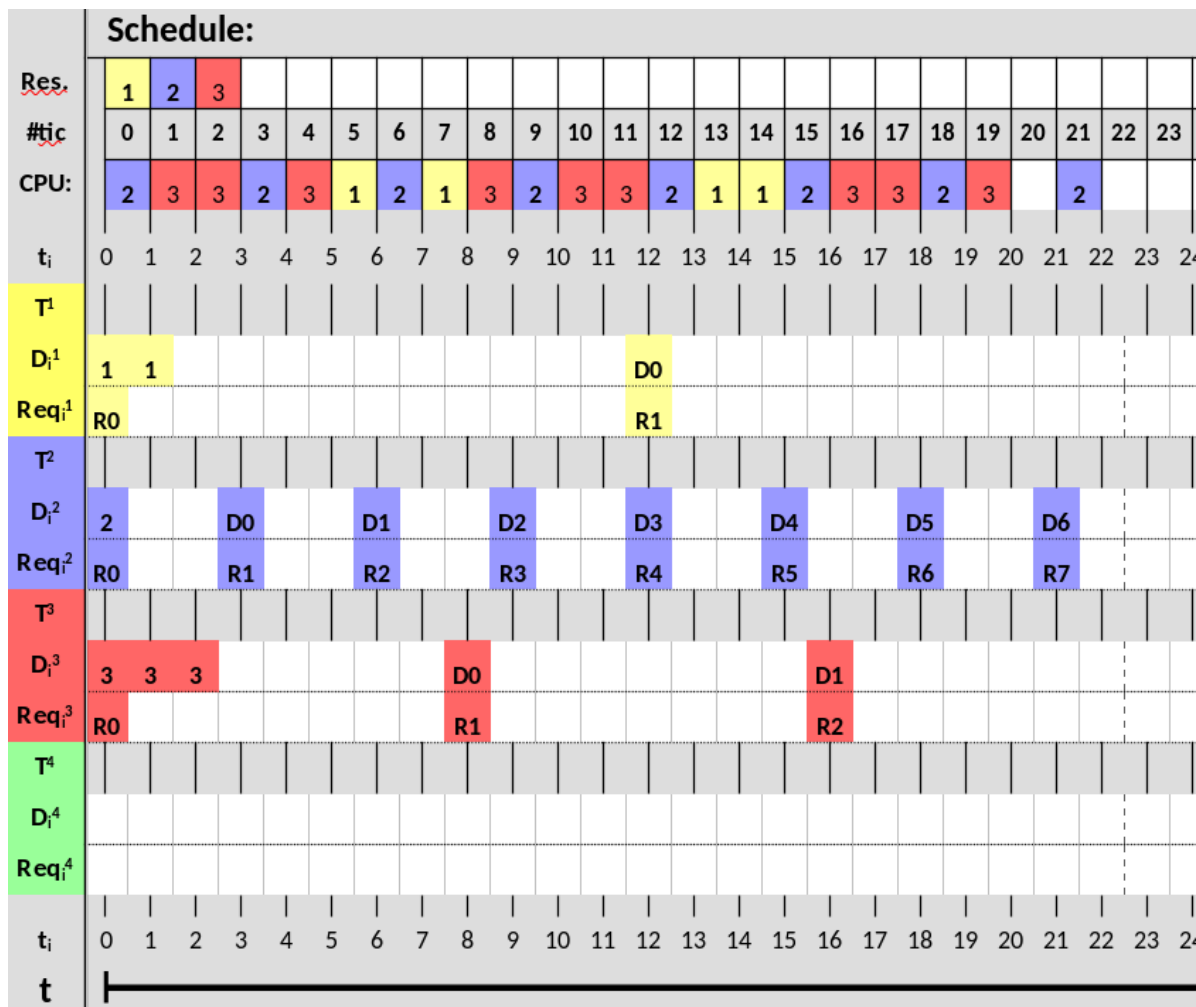 Schedule:
Res. 1 2 3
#tic 0 1 2 3 4 5 6 7 8 9 10 11 12 13 14 15 16 17 18 19 20 21 22 23
CPU: 2 3 3 2 3 1 2 1 3 2 3 3 2 1 1 2 3 3 2 3 2
tᵢ 0 1 2 3 4 5 6 7 8 9 10 11 12 13 14 15 16 17 18 19 20 21 22 23 24
T¹
Dᵢ¹ 1 1 D0
Reqᵢ¹ R0 R1
T²
Dᵢ² 2 D0 D1 D2 D3 D4 D5 D6
Reqᵢ² R0 R1 R2 R3 R4 R5 R6 R7
T³
Dᵢ³ 3 3 3 D0 D1
Reqᵢ³ R0 R1 R2
T⁴
Dᵢ⁴
Reqᵢ⁴
tᵢ 0 1 2 3 4 5 6 7 8 9 10 11 12 13 14 15 16 17 18 19 20 21 22 23 24
t